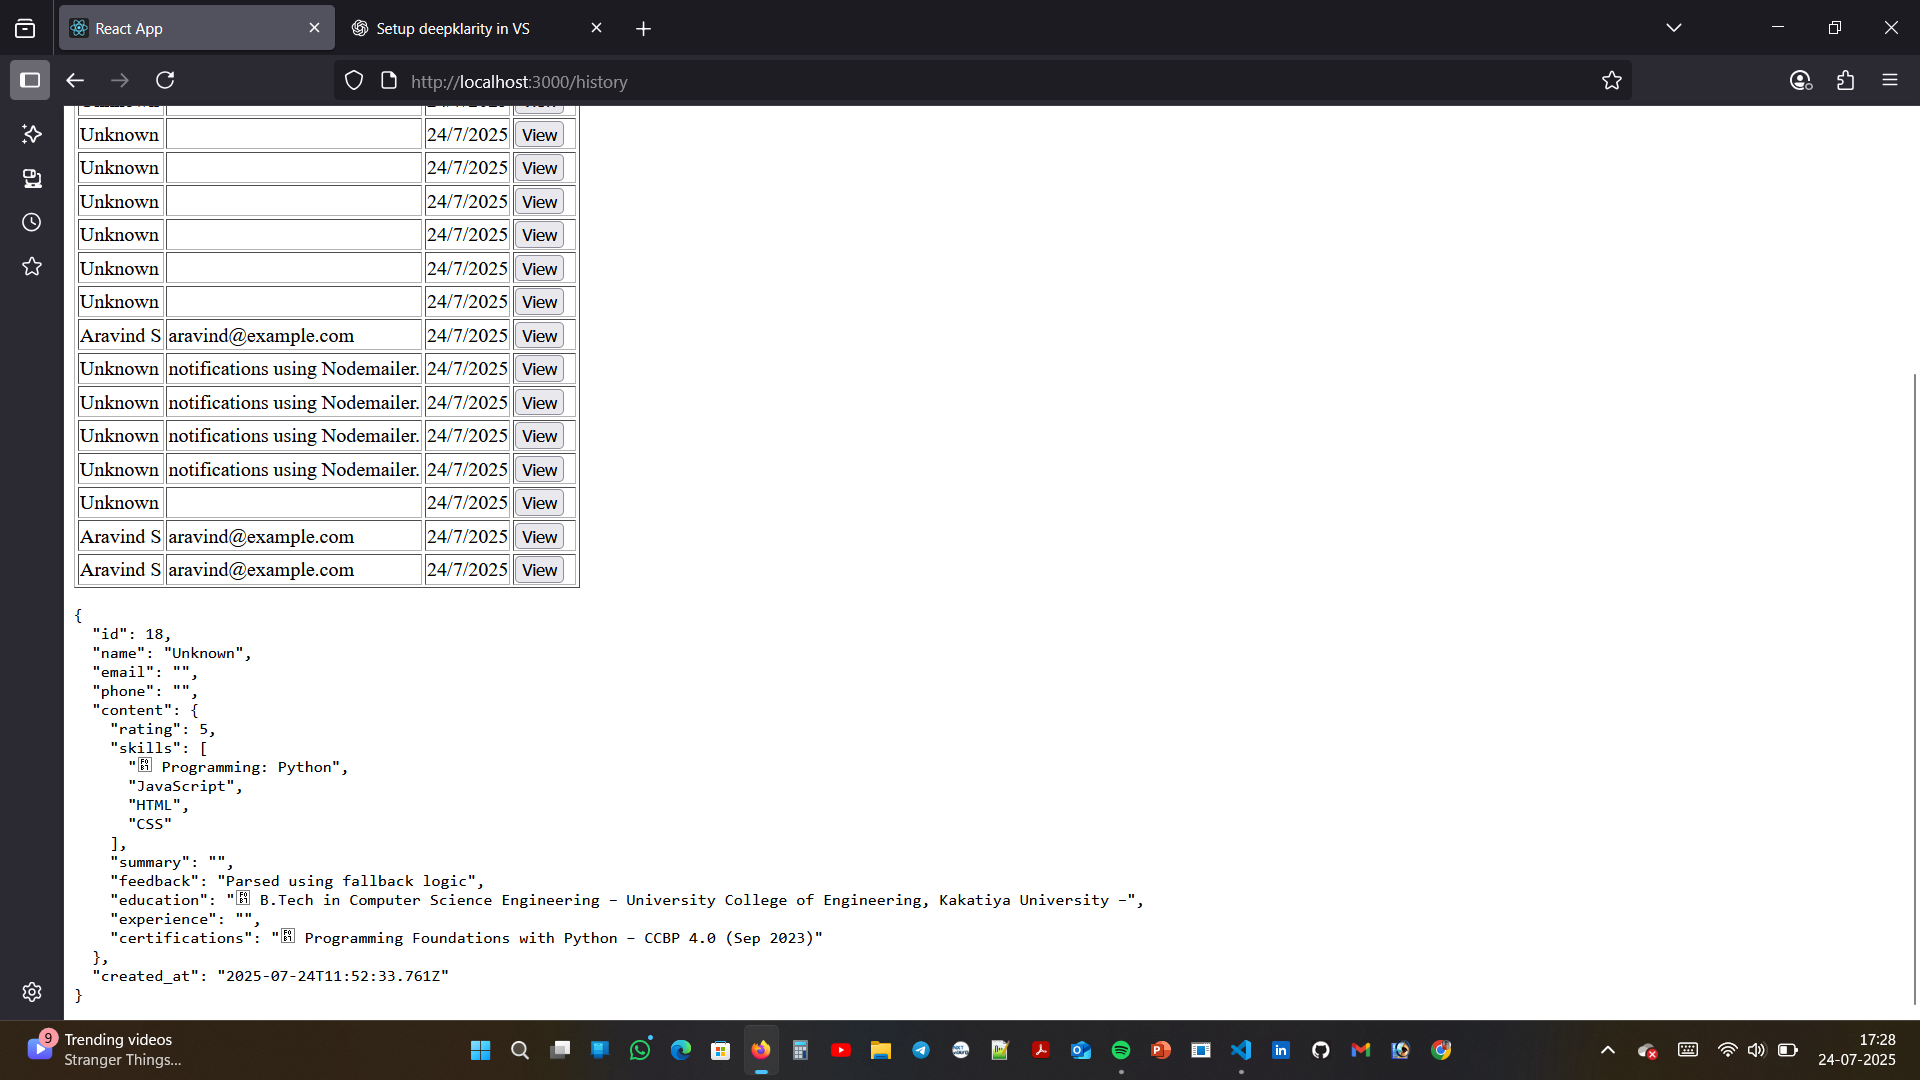 React App
Setup deepklarity in VS
http://localhost:3000/history
Unknown 24/7/2025 View
Unknown 24/7/2025 View
Unknown 24/7/2025 View
Unknown 24/7/2025 View
Unknown 24/7/2025 View
Unknown 24/7/2025 View
Aravind S aravind@example.com 24/7/2025 View
Unknown notifications using Nodemailer. 24/7/2025 View
Unknown notifications using Nodemailer. 24/7/2025 View
Unknown notifications using Nodemailer. 24/7/2025 View
Unknown notifications using Nodemailer. 24/7/2025 View
Unknown 24/7/2025 View
Aravind S aravind@example.com 24/7/2025 View
Aravind S aravind@example.com 24/7/2025 View
{
"id": 18,
"name": "Unknown",
"email": "",
"phone": "",
"content": {
"rating": 5,
"skills": [
" Programming: Python",
"JavaScript",
"HTML",
"CSS"
],
"summary": "",
"feedback": "Parsed using fallback logic",
"education": " B.Tech in Computer Science Engineering – University College of Engineering, Kakatiya University –",
"experience": "",
"certifications": " Programming Foundations with Python – CCBP 4.0 (Sep 2023)"
},
"created_at": "2025-07-24T11:52:33.761Z"
}
9
Trending videos
Stranger Things...
17:28
24-07-2025